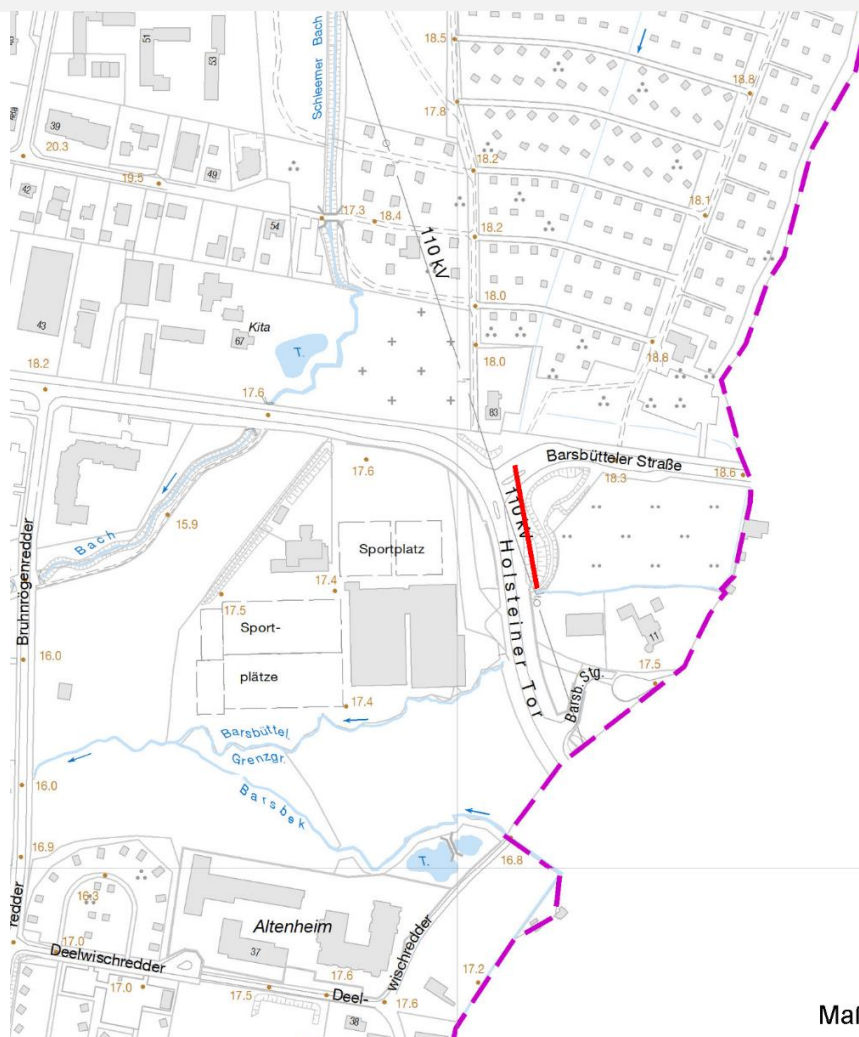 51
53
Schleemer Bach
18.5
18.8
17.8
39
20.3
49
19.5
42
54
17.3
18.4
18.2
18.1
18.2
110 kV
18.0
Kita
67
43
T.
18.0
18.8
18.2
17.6
83
Barsbütteler Straße
17.6
18.3
18.6
110 kV
15.9
Bach
Sportplatz
Bruhnrögenredder
Holsteiner Tor
17.4
17.5
Sport-
plätze
11
16.0
17.5
Barsb. Stg.
17.4
Barsbüttel.
Grenzgr.
Barsbek
16.0
16.9
T.
16.8
16.3
redder
Altenheim
37
17.0
Deelwischredder
wischredder
17.0
17.5
17.6
Deel-
17.6
17.2
38
Maß